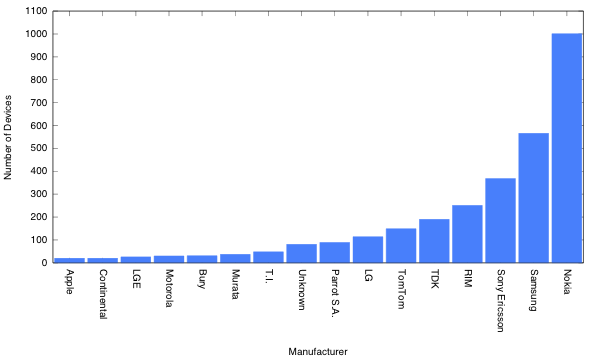 Number of Devices
1100
1000
900
800
700
600
500
400
300
200
100
0
Apple
Continental
LGE
Motorola
Bury
Murata
T.I.
Unknown
Parrot S.A.
LG
TomTom
TDK
RIM
Sony Ericsson
Samsung
Nokia
Manufacturer